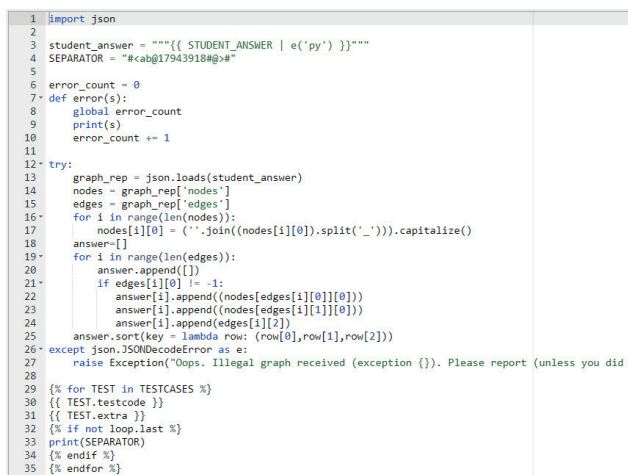 1 import json
2
3 student_answer = """{{ STUDENT_ANSWER | e('py') }}"""
4 SEPARATOR = "#<ab@17943918#@>#"
5
6 error_count = 0
7 def error(s):
8     global error_count
9     print(s)
10     error_count += 1
11
12 try:
13     graph_rep = json.loads(student_answer)
14     nodes = graph_rep['nodes']
15     edges = graph_rep['edges']
16     for i in range(len(nodes)):
17         nodes[i][0] = (''.join((nodes[i][0]).split('_'))).capitalize()
18     answer=[]
19     for i in range(len(edges)):
20         answer.append([])
21         if edges[i][0] != -1:
22             answer[i].append((nodes[edges[i][0]][0]))
23             answer[i].append((nodes[edges[i][1]][0]))
24             answer[i].append(edges[i][2])
25     answer.sort(key = lambda row: (row[0],row[1],row[2]))
26 except json.JSONDecodeError as e:
27     raise Exception("Oops. Illegal graph received (exception {}). Please report (unless you did
28
29 {% for TEST in TESTCASES %}
30 {{ TEST.testcode }}
31 {{ TEST.extra }}
32 {% if not loop.last %}
33 print(SEPARATOR)
34 {% endif %}
35 {% endfor %}